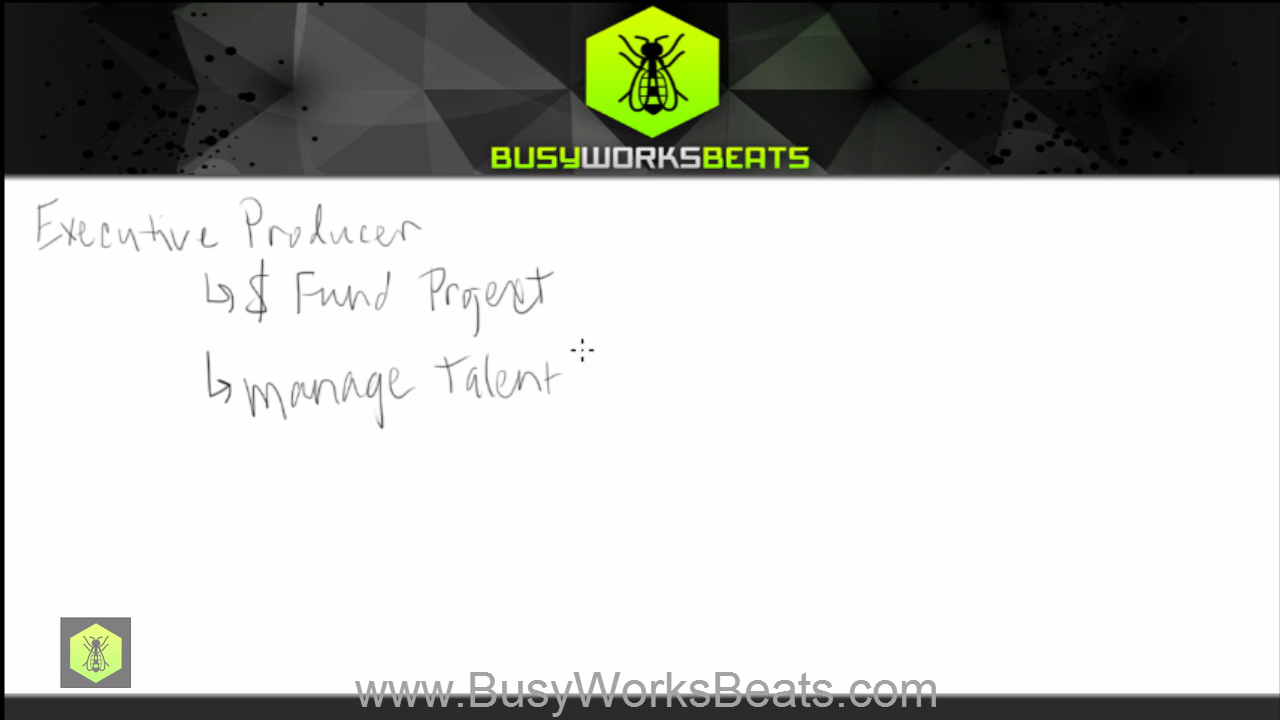 BUSYWORKSBEATS
Executive Producer
↳ $ Fund Project
↳ manage Talent
www.BusyWorksBeats.com